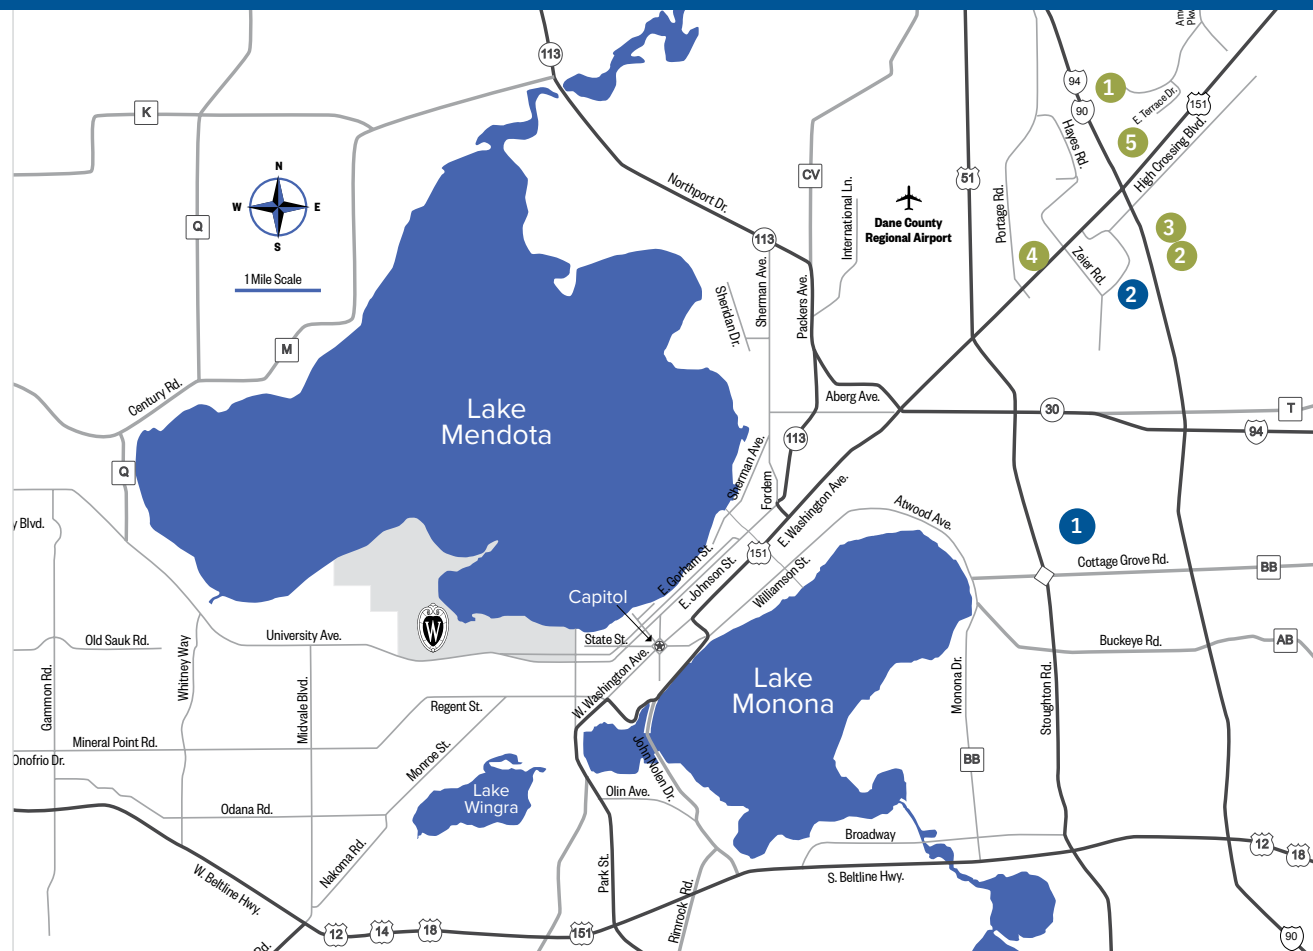 113
Ame
Pkw
94
1
E. Terrace Dr.
151
90
K
Hayes Rd.
5
High Crossing Blvd.
N
W
E
S
Q
1 Mile Scale
Northport Dr.
CV
51
International Ln.
Dane County
Regional Airport
Portage Rd.
113
Sherman Ave.
3
2
4
Zeier Rd.
2
Sheridan Dr.
Packers Ave.
M
Century Rd.
Lake
Mendota
Aberg Ave.
30
T
94
113
Q
Sherman Ave.
Fordem
E. Washington Ave.
y Blvd.
Atwood Ave.
1
151
Cottage Grove Rd.
BB
E. Gorham St.
E. Johnson St.
Williamson St.
Capitol
W
Old Sauk Rd.
University Ave.
State St.
Buckeye Rd.
AB
Whitney Way
Gammon Rd.
Midvale Blvd.
W. Washington Ave.
Lake
Monona
Monona Dr.
Stoughton Rd.
Regent St.
Mineral Point Rd.
Onofrio Dr.
Monroe St.
John Nolen Dr.
BB
Lake
Wingra
Olin Ave.
Odana Rd.
Broadway
12
18
Nakoma Rd.
W. Beltline Hwy.
Park St.
Rimrock Rd.
S. Beltline Hwy.
12
14
18
151
90
Rd.